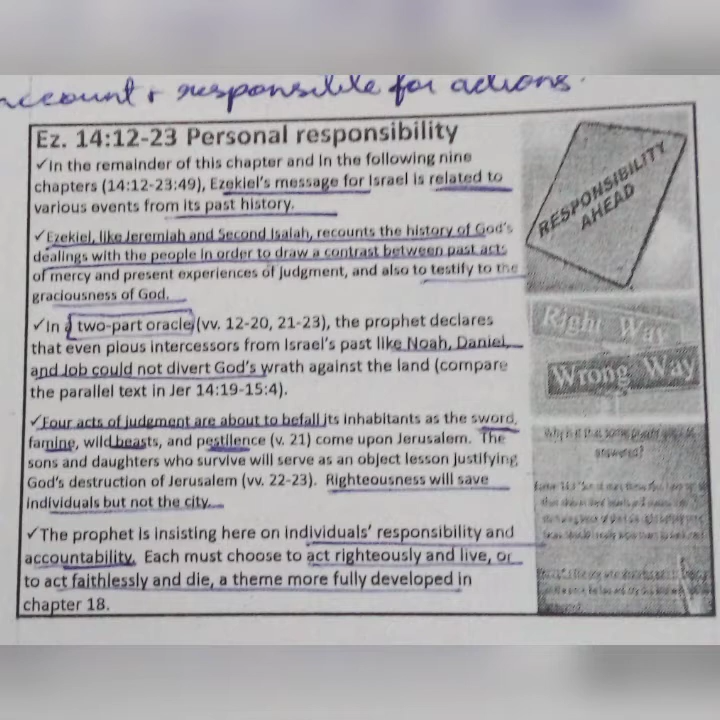 account + responsible for actions.
Ez. 14:12-23 Personal responsibility
✓In the remainder of this chapter and in the following nine
chapters (14:12-23:49), Ezekiel's message for Israel is related to
various events from its past history.
✓Ezekiel, like Jeremiah and Second Isaiah, recounts the history of God's
dealings with the people in order to draw a contrast between past acts
of mercy and present experiences of judgment, and also to testify to the
graciousness of God.
✓In a two-part oracle (vv. 12-20, 21-23), the prophet declares
that even pious intercessors from Israel's past like Noah, Daniel,
and Job could not divert God's wrath against the land (compare
the parallel text in Jer 14:19-15:4).
✓Four acts of judgment are about to befall its inhabitants as the sword,
famine, wild beasts, and pestilence (v. 21) come upon Jerusalem. The
sons and daughters who survive will serve as an object lesson justifying
God's destruction of Jerusalem (vv. 22-23). Righteousness will save
individuals but not the city.
✓The prophet is insisting here on individuals' responsibility and
accountability. Each must choose to act righteously and live, or
to act faithlessly and die, a theme more fully developed in
chapter 18.
RESPONSIBILITY
AHEAD
Right Way
Wrong Way
Why is it that some
answered?